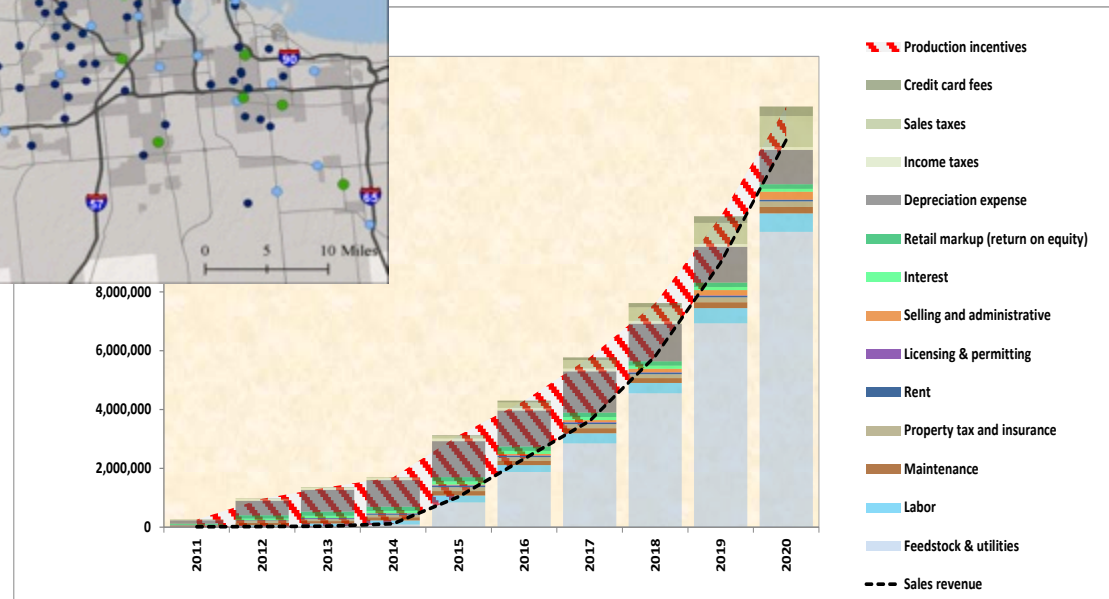 90
57
65
0 5 10 Miles
8,000,000
6,000,000
4,000,000
2,000,000
0
2011 2012 2013 2014 2015 2016 2017 2018 2019 2020
Production incentives
Credit card fees
Sales taxes
Income taxes
Depreciation expense
Retail markup (return on equity)
Interest
Selling and administrative
Licensing & permitting
Rent
Property tax and insurance
Maintenance
Labor
Feedstock & utilities
Sales revenue